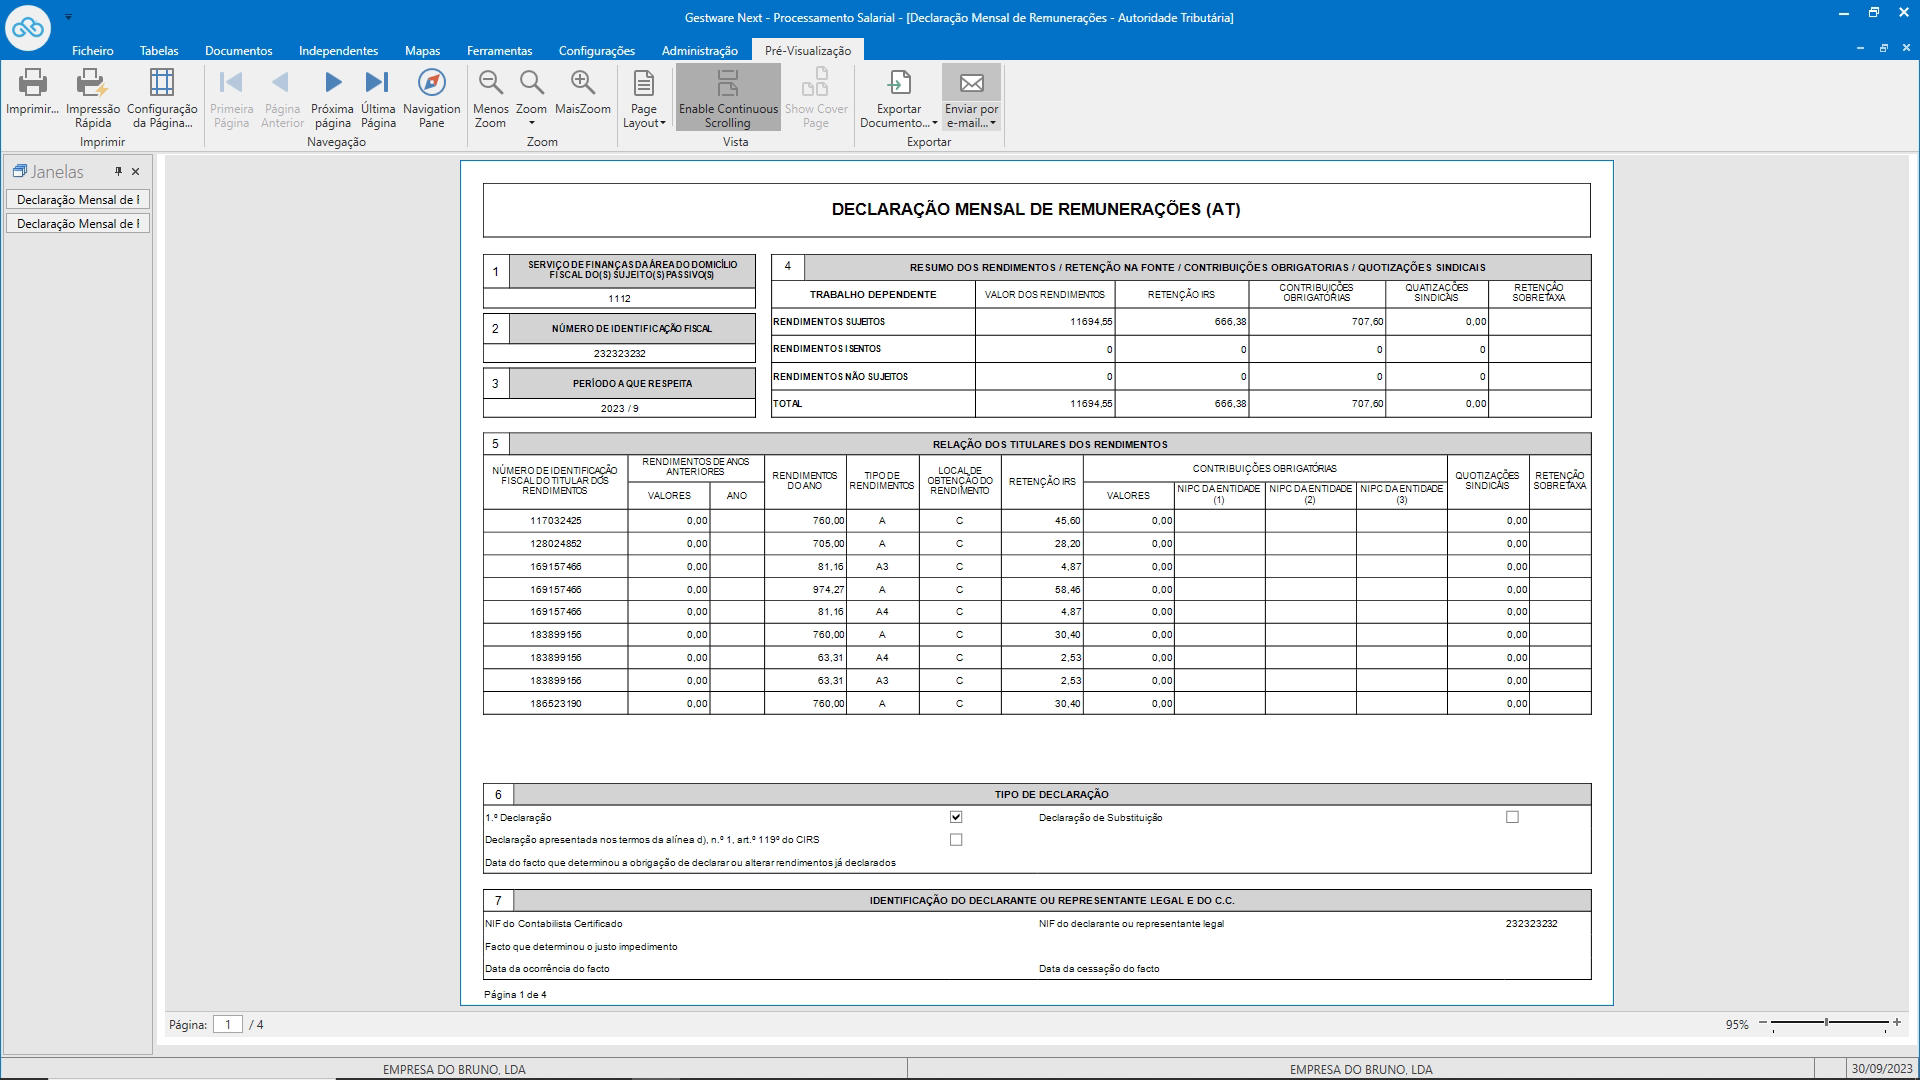 Gestware Next - Processamento Salarial - [Declaração Mensal de Remunerações - Autoridade Tributária]
Ficheiro Tabelas Documentos Independentes Mapas Ferramentas Configurações Administração Pré-Visualização
Imprimir... Impressão Rápida Configuração da Página...
Imprimir
Primeira Página Página Anterior Próxima página Última Página Navigation Pane
Navegação
Menos Zoom Zoom MaisZoom
Zoom
Page Layout Enable Continuous Scrolling Show Cover Page
Vista
Exportar Documento... Enviar por e-mail...
Exportar
Janelas
Declaração Mensal de
Declaração Mensal de
DECLARAÇÃO MENSAL DE REMUNERAÇÕES (AT)
1 SERVIÇO DE FINANÇAS DA ÁREA DO DOMICÍLIO
FISCAL DO(S) SUJEITO(S) PASSIVO(S)
1112
2 NÚMERO DE IDENTIFICAÇÃO FISCAL
232323232
3 PERÍODO A QUE RESPEITA
2023 / 9
4 RESUMO DOS RENDIMENTOS / RETENÇÃO NA FONTE / CONTRIBUIÇÕES OBRIGATORIAS / QUOTIZAÇÕES SINDICAIS
TRABALHO DEPENDENTE VALOR DOS RENDIMENTOS RETENÇÃO IRS CONTRIBUIÇÕES OBRIGATÓRIAS QUATIZAÇÕES SINDICAIS RETENÇÃO SOBRETAXA
RENDIMENTOS SUJEITOS 11694,55 666,38 707,60 0,00
RENDIMENTOS ISENTOS 0 0 0 0
RENDIMENTOS NÃO SUJEITOS 0 0 0 0
TOTAL 11694,55 666,38 707,60 0,00
5 RELAÇÃO DOS TITULARES DOS RENDIMENTOS
NÚMERO DE IDENTIFICAÇÃO FISCAL DO TITULAR DOS RENDIMENTOS RENDIMENTOS DE ANOS ANTERIORES RENDIMENTOS DO ANO TIPO DE RENDIMENTOS LOCAL DE OBTENÇÃO DO RENDIMENTO RETENÇÃO IRS CONTRIBUIÇÕES OBRIGATÓRIAS QUOTIZAÇÕES SINDICAIS RETENÇÃO SOBRETAXA
VALORES ANO VALORES NIPC DA ENTIDADE (1) NIPC DA ENTIDADE (2) NIPC DA ENTIDADE (3)
117032425 0,00 760,00 A C 45,60 0,00 0,00
128024852 0,00 705,00 A C 28,20 0,00 0,00
169157466 0,00 81,16 A3 C 4,87 0,00 0,00
169157466 0,00 974,27 A C 58,46 0,00 0,00
169157466 0,00 81,16 A4 C 4,87 0,00 0,00
183899156 0,00 760,00 A C 30,40 0,00 0,00
183899156 0,00 63,31 A4 C 2,53 0,00 0,00
183899156 0,00 63,31 A3 C 2,53 0,00 0,00
186523190 0,00 760,00 A C 30,40 0,00 0,00
6 TIPO DE DECLARAÇÃO
1.º Declaração Declaração de Substituição
Declaração apresentada nos termos da alínea d), n.º 1, art.º 119º do CIRS
Data do facto que determinou a obrigação de declarar ou alterar rendimentos já declarados
7 IDENTIFICAÇÃO DO DECLARANTE OU REPRESENTANTE LEGAL E DO C.C.
NIF do Contabilista Certificado NIF do declarante ou representante legal 232323232
Facto que determinou o justo impedimento
Data da ocorrência do facto Data da cessação do facto
Página 1 de 4
Página: 1 / 4 95%
EMPRESA DO BRUNO, LDA EMPRESA DO BRUNO, LDA 30/09/2023